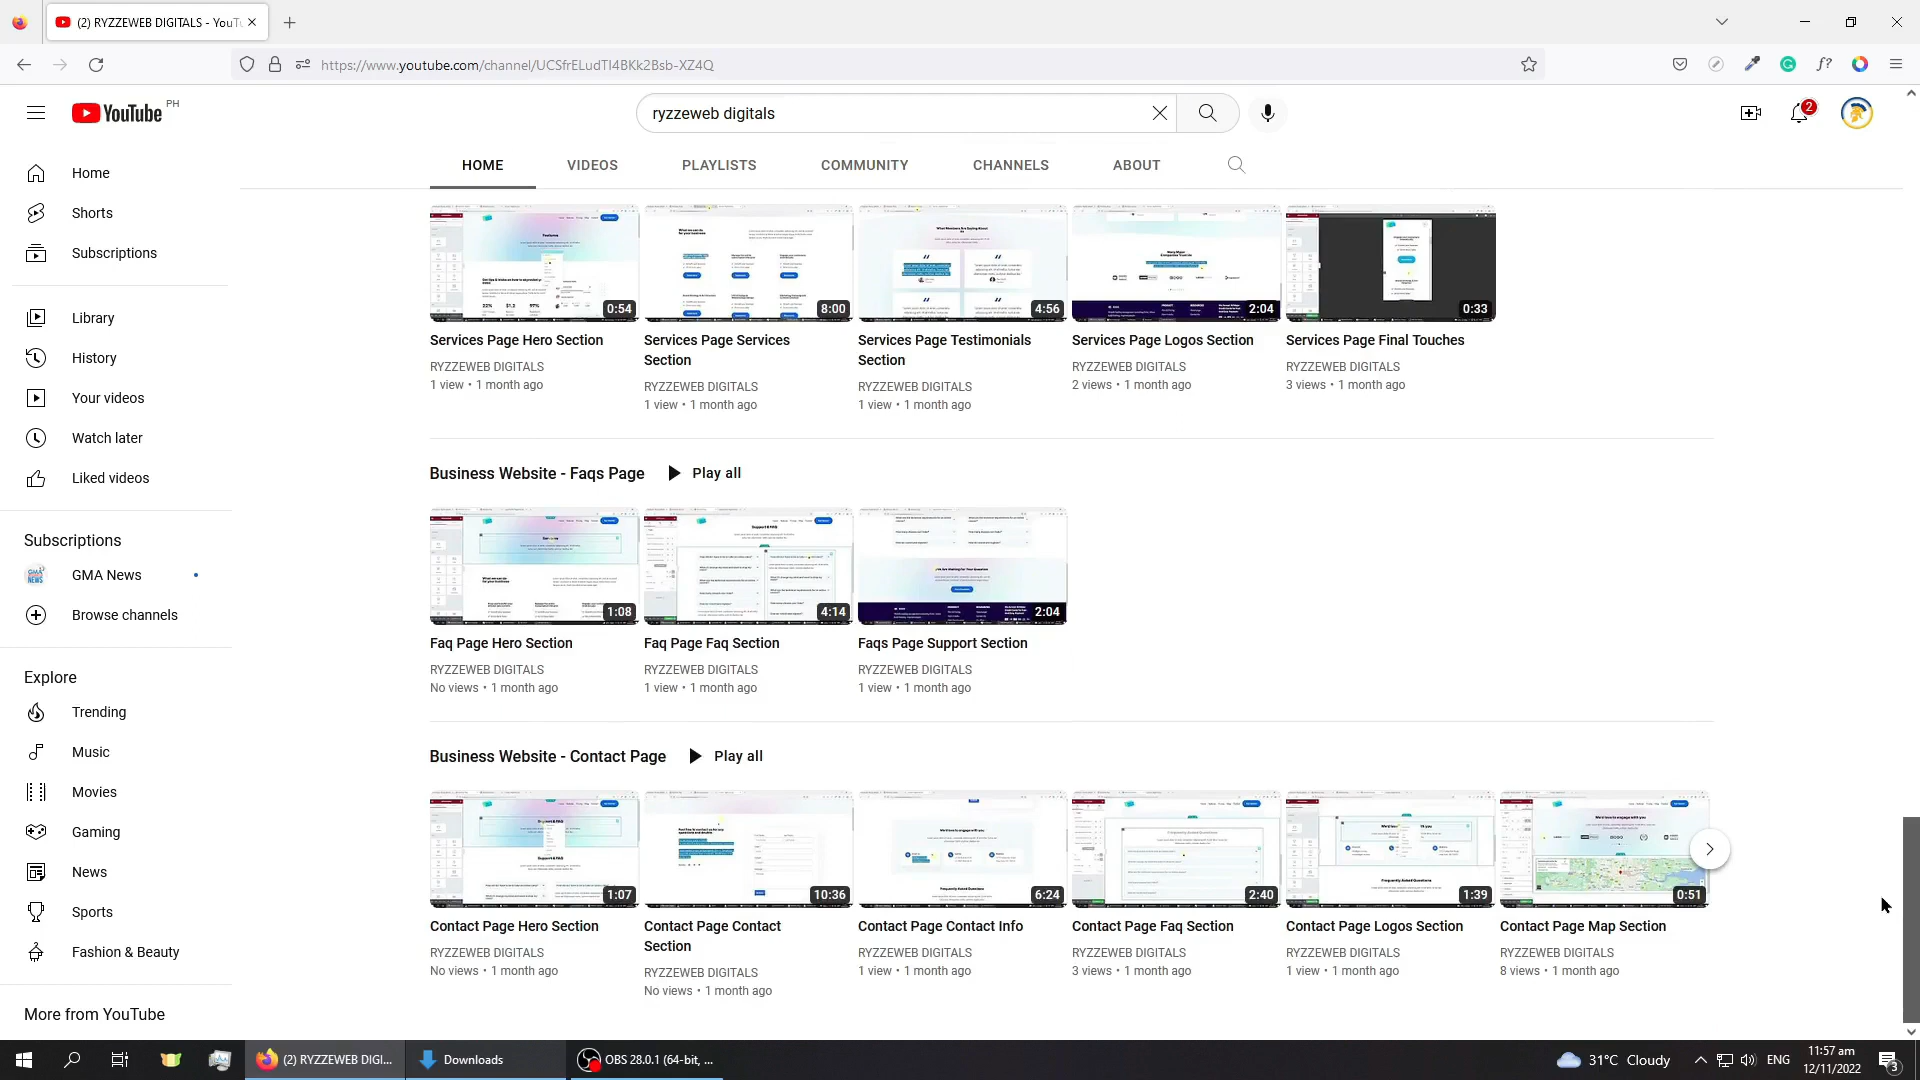 (2) RYZZEWEB DIGITALS - YouTu
https://www.youtube.com/channel/UCSfrELudTI4BKk2Bsb-XZ4Q
YouTube PH
ryzzeweb digitals
2
HOME VIDEOS PLAYLISTS COMMUNITY CHANNELS ABOUT
Home
Shorts
Subscriptions
Library
History
Your videos
Watch later
Liked videos
Subscriptions
GMA News
Browse channels
Explore
Trending
Music
Movies
Gaming
News
Sports
Fashion & Beauty
More from YouTube
0:54
Services Page Hero Section
RYZZEWEB DIGITALS
1 view • 1 month ago
8:00
Services Page Services
Section
RYZZEWEB DIGITALS
1 view • 1 month ago
4:56
Services Page Testimonials
Section
RYZZEWEB DIGITALS
1 view • 1 month ago
2:04
Services Page Logos Section
RYZZEWEB DIGITALS
2 views • 1 month ago
0:33
Services Page Final Touches
RYZZEWEB DIGITALS
3 views • 1 month ago
Business Website - Faqs Page Play all
1:08
Faq Page Hero Section
RYZZEWEB DIGITALS
No views • 1 month ago
4:14
Faq Page Faq Section
RYZZEWEB DIGITALS
1 view • 1 month ago
2:04
Faqs Page Support Section
RYZZEWEB DIGITALS
1 view • 1 month ago
Business Website - Contact Page Play all
1:07
Contact Page Hero Section
RYZZEWEB DIGITALS
No views • 1 month ago
10:36
Contact Page Contact
Section
RYZZEWEB DIGITALS
No views • 1 month ago
6:24
Contact Page Contact Info
RYZZEWEB DIGITALS
1 view • 1 month ago
2:40
Contact Page Faq Section
RYZZEWEB DIGITALS
3 views • 1 month ago
1:39
Contact Page Logos Section
RYZZEWEB DIGITALS
1 view • 1 month ago
0:51
Contact Page Map Section
RYZZEWEB DIGITALS
8 views • 1 month ago
(2) RYZZEWEB DIGI...
Downloads
OBS 28.0.1 (64-bit, ...
31°C Cloudy
ENG
11:57 am
12/11/2022
3